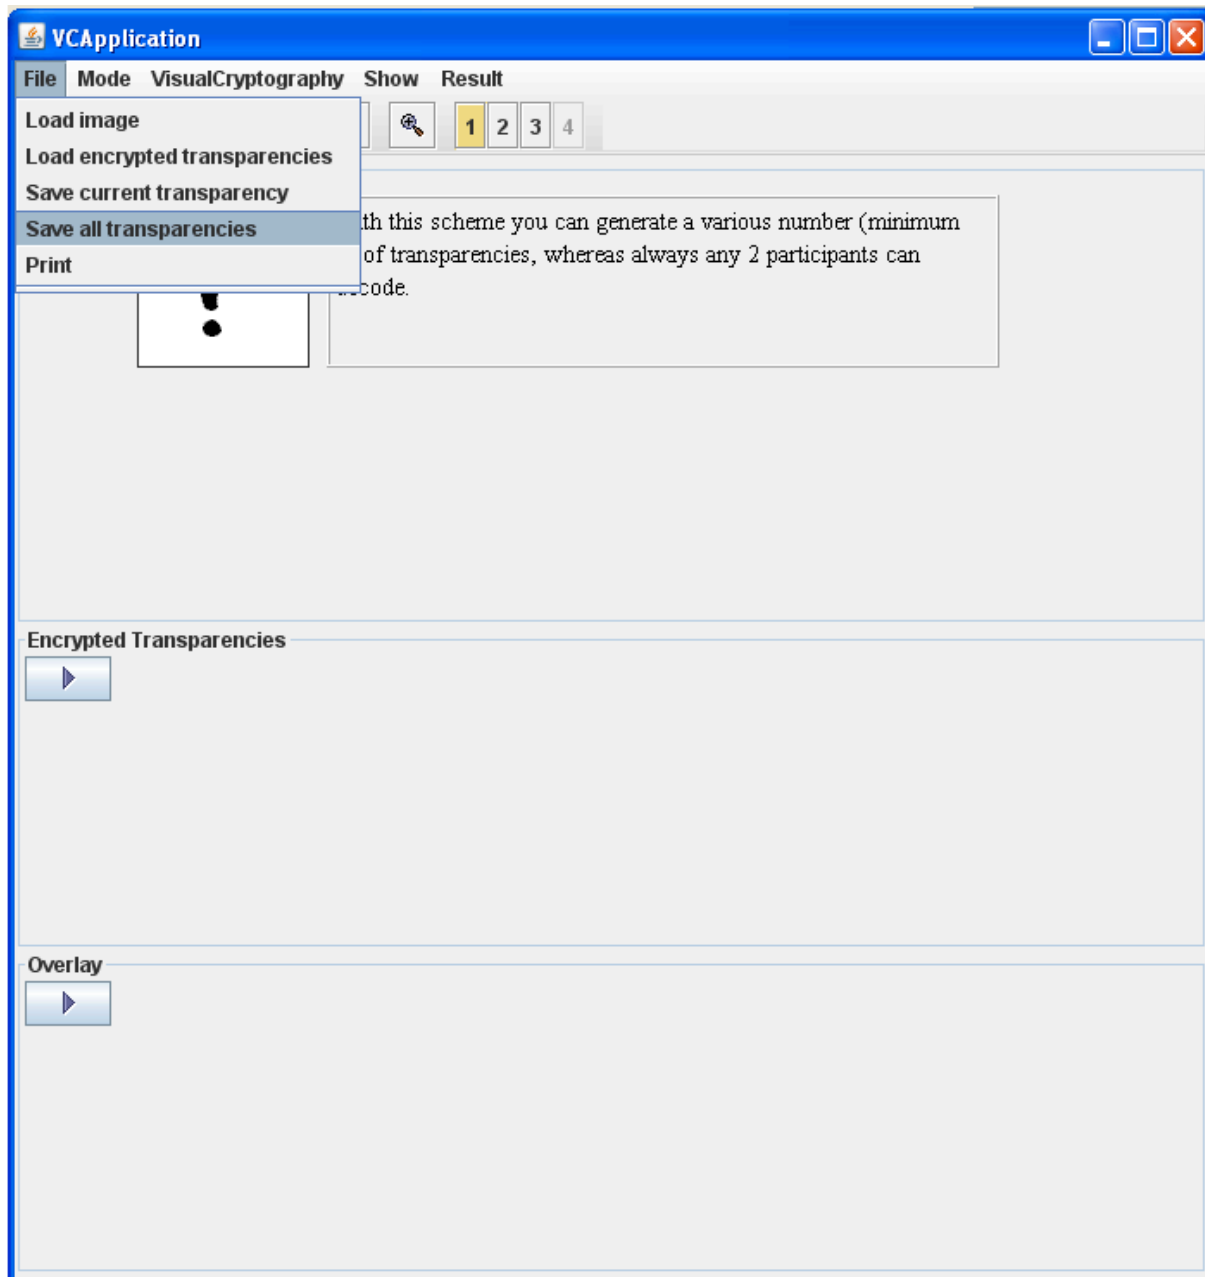 VCApplication
File Mode VisualCryptography Show Result
Load image
1 2 3 4
Load encrypted transparencies
Save current transparency
Save all transparencies
Print
this scheme you can generate a various number (minimum
of transparencies, whereas always any 2 participants can
Encrypted Transparencies
Overlay